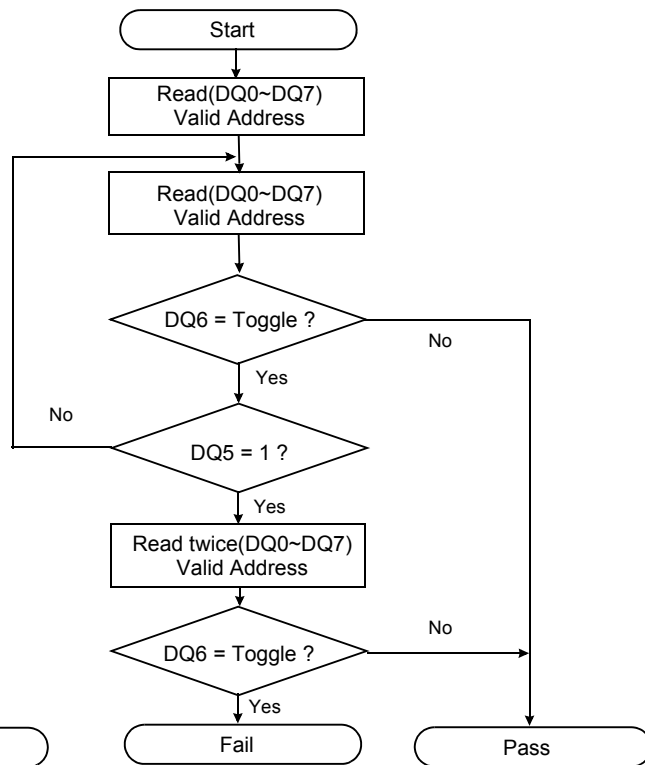 Start
Read(DQ0~DQ7)
Valid Address
Read(DQ0~DQ7)
Valid Address
DQ6 = Toggle ?
No
Yes
No
DQ5 = 1 ?
Yes
Read twice(DQ0~DQ7)
Valid Address
No
DQ6 = Toggle ?
Yes
Fail
Pass